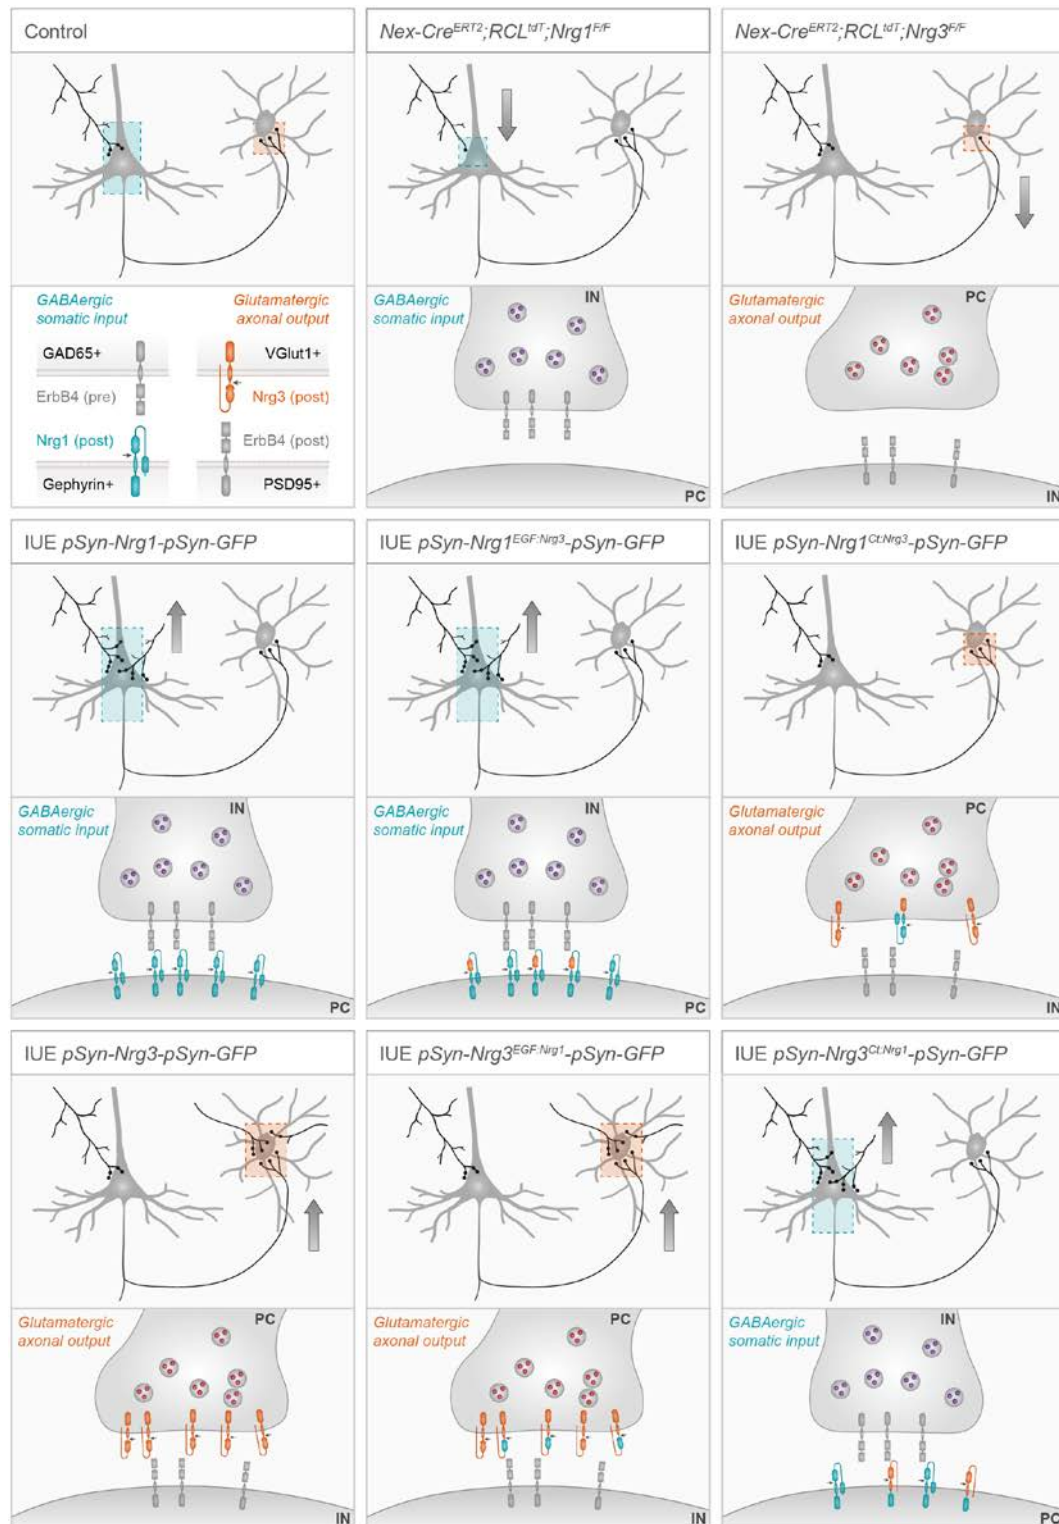 Control
Nex-CreERT2;RCLtdT;Nrg1F/F
Nex-CreERT2;RCLtdT;Nrg3F/F
GABAergic
somatic input
Glutamatergic
axonal output
GAD65+
VGlut1+
ErbB4 (pre)
Nrg3 (post)
Nrg1 (post)
ErbB4 (post)
Gephyrin+
PSD95+
GABAergic
somatic input
IN
PC
Glutamatergic
axonal output
PC
IN
IUE pSyn-Nrg1-pSyn-GFP
IUE pSyn-Nrg1EGF:Nrg3-pSyn-GFP
IUE pSyn-Nrg1Ct:Nrg3-pSyn-GFP
GABAergic
somatic input
IN
PC
GABAergic
somatic input
IN
PC
Glutamatergic
axonal output
PC
IN
IUE pSyn-Nrg3-pSyn-GFP
IUE pSyn-Nrg3EGF:Nrg1-pSyn-GFP
IUE pSyn-Nrg3Ct:Nrg1-pSyn-GFP
Glutamatergic
axonal output
PC
IN
Glutamatergic
axonal output
PC
IN
GABAergic
somatic input
IN
PC